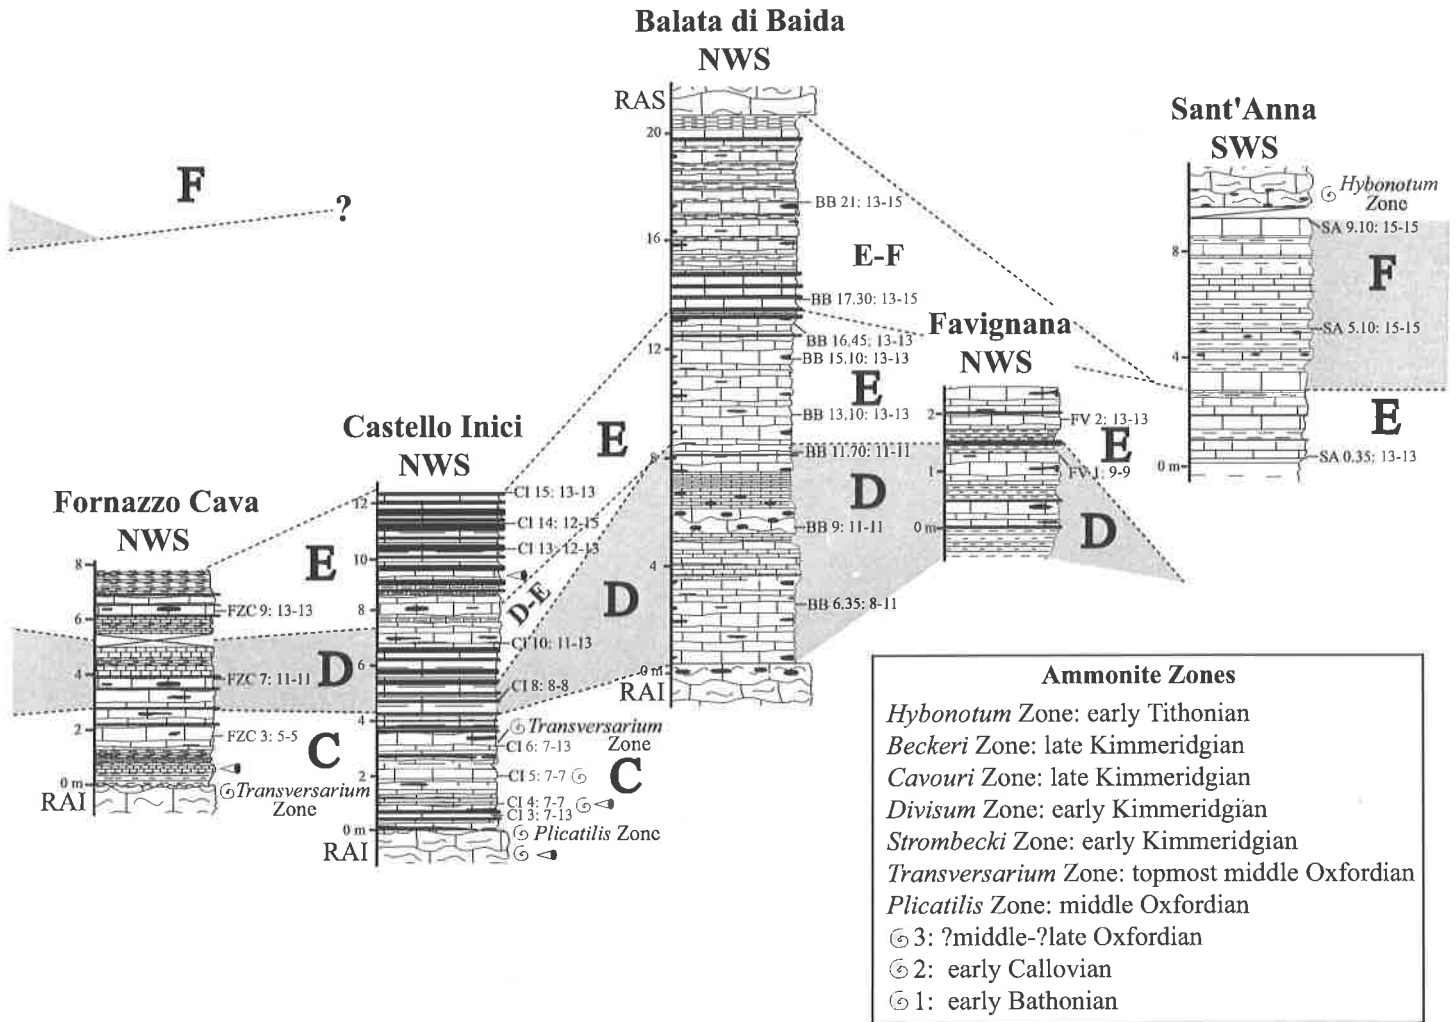 Balata di Baida
NWS
RAS
20
16
12
8
4
0 m
RAI
BB 21: 13-15
E-F
BB 17.30: 13-15
BB 16.45: 13-13
BB 15.10: 13-13
E
BB 13.10: 13-13
BB 11.70: 11-11
D
BB 9: 11-11
BB 6.35: 8-11
Sant'Anna
SWS
Hybonotum
Zone
8
4
0 m
SA 9.10: 15-15
F
SA 5.10: 15-15
E
SA 0.35: 13-13
F
?
Favignana
NWS
2
1
0 m
FV 2: 13-13
E
FV 1: 9-9
D
Castello Inici
NWS
12
10
8
6
4
2
0 m
RAI
E
CI 15: 13-13
CI 14: 12-15
CI 13: 12-13
D-E
D
CI 10: 11-13
CI 8: 8-8
Transversarium
Zone
CI 6: 7-13
C
CI 5: 7-7
CI 4: 7-7
CI 3: 7-13
Plicatilis Zone
Fornazzo Cava
NWS
8
6
4
2
0 m
RAI
E
FZC 9: 13-13
D
FZC 7: 11-11
FZC 3: 5-5
C
Transversarium
Zone
Ammonite Zones
Hybonotum Zone: early Tithonian
Beckeri Zone: late Kimmeridgian
Cavouri Zone: late Kimmeridgian
Divisum Zone: early Kimmeridgian
Strombecki Zone: early Kimmeridgian
Transversarium Zone: topmost middle Oxfordian
Plicatilis Zone: middle Oxfordian
3: ?middle-?late Oxfordian
2: early Callovian
1: early Bathonian